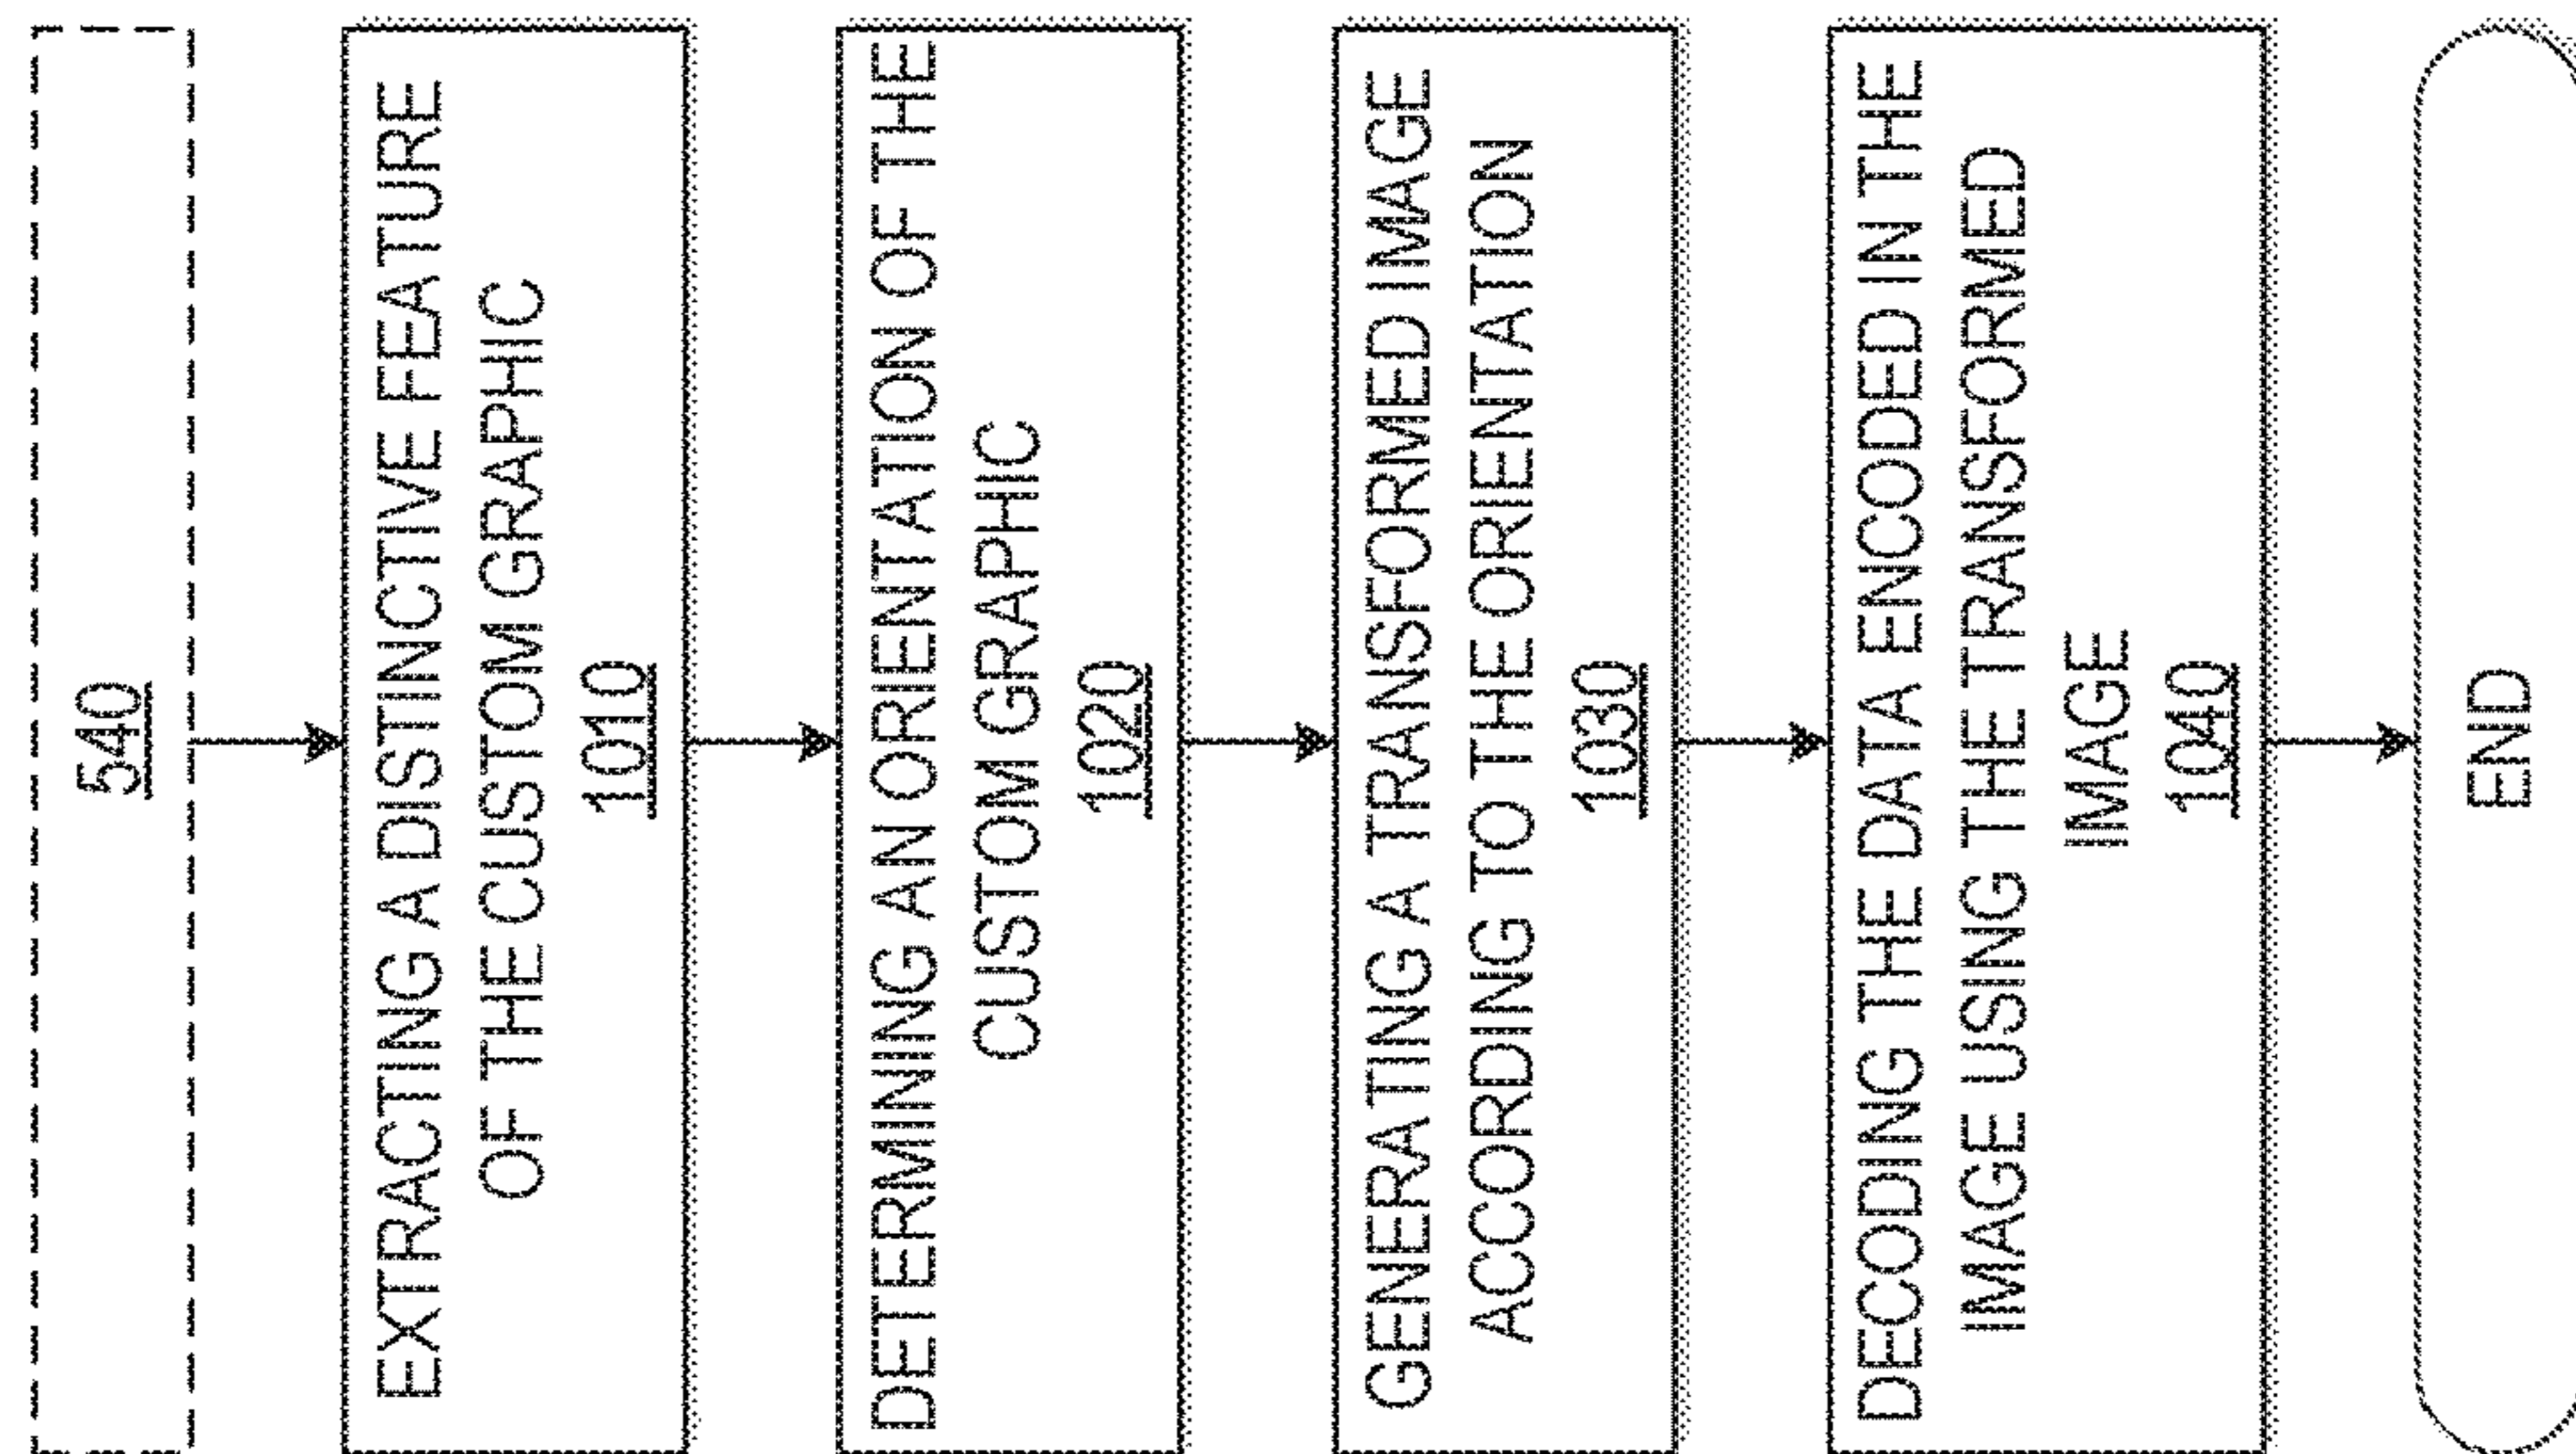 540
EXTRACTING A DISTINCTIVE FEATURE
OF THE CUSTOM GRAPHIC
1010
DETERMINING AN ORIENTATION OF THE
CUSTOM GRAPHIC
1020
GENERATING A TRANSFORMED IMAGE
ACCORDING TO THE ORIENTATION
1030
DECODING THE DATA ENCODED IN THE
IMAGE USING THE TRANSFORMED
IMAGE
1040
END